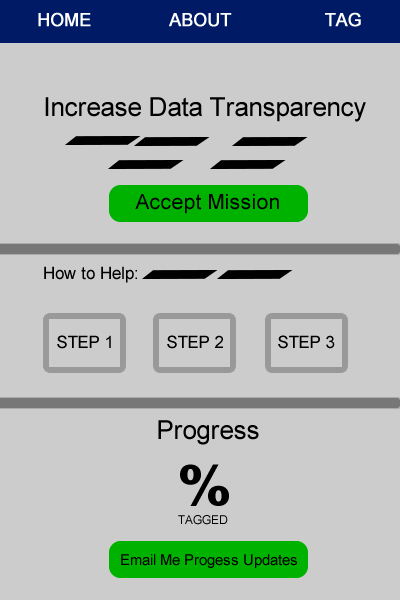 HOME ABOUT TAG
Increase Data Transparency
Accept Mission
How to Help:
STEP 1 STEP 2 STEP 3
Progress
%
TAGGED
Email Me Progess Updates